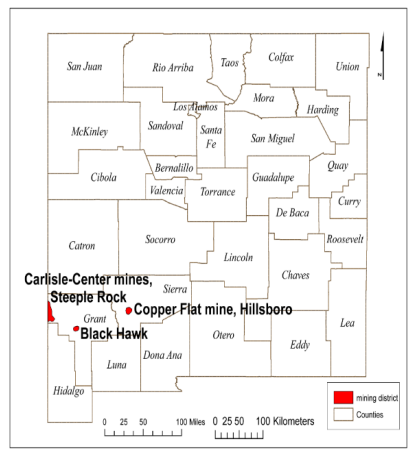 San Juan
Rio Arriba
Taos
Colfax
Union
N
Los Alamos
Mora
Harding
McKinley
Sandoval
Santa
Fe
San Miguel
Bernalillo
Quay
Cibola
Guadalupe
Valencia
Torrance
Curry
De Baca
Catron
Socorro
Roosevelt
Lincoln
Chaves
Carlisle-Center mines,
Steeple Rock
Sierra
Copper Flat mine, Hillsboro
Grant
Black Hawk
Otero
Lea
Eddy
Dona Ana
Luna
Hidalgo
mining district
Counties
0 25 50 100 Miles
0 25 50 100 Kilometers